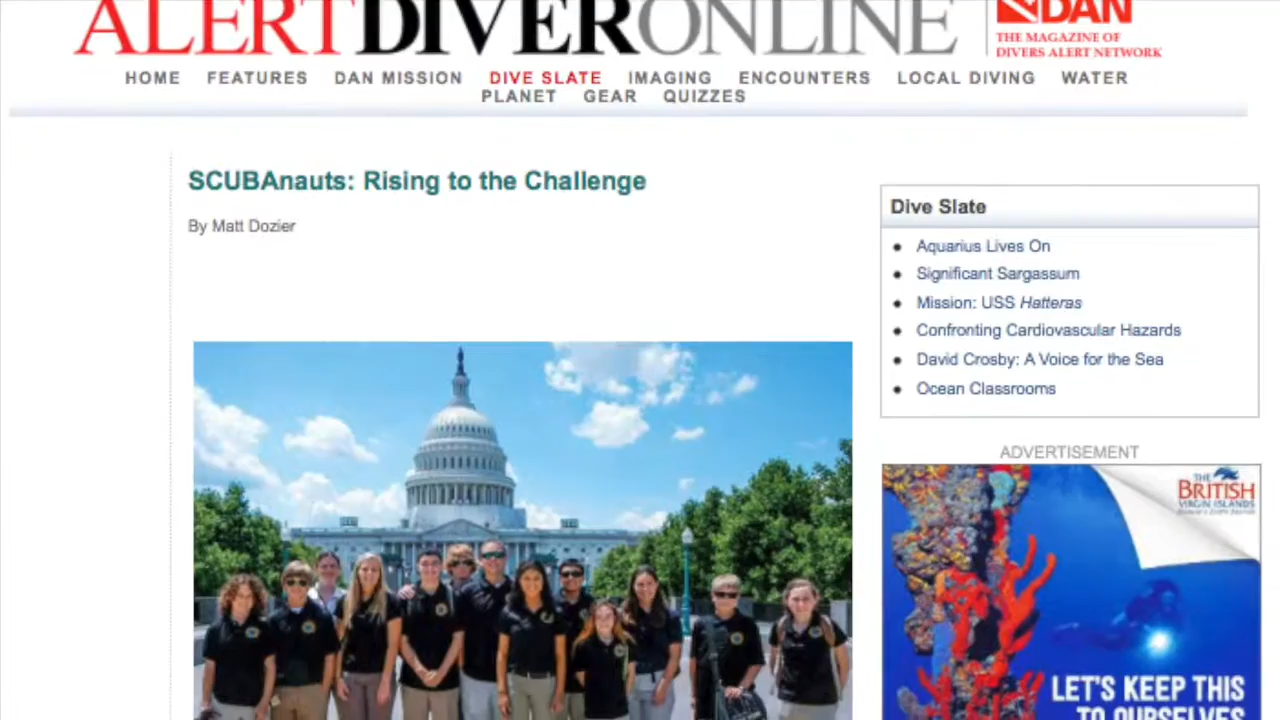 ALERTDIVERONLINE
DAN
THE MAGAZINE OF
DIVERS ALERT NETWORK
HOME FEATURES DAN MISSION DIVE SLATE IMAGING ENCOUNTERS LOCAL DIVING WATER
PLANET GEAR QUIZZES
SCUBAnauts: Rising to the Challenge
By Matt Dozier
Dive Slate
Aquarius Lives On
Significant Sargassum
Mission: USS Hatteras
Confronting Cardiovascular Hazards
David Crosby: A Voice for the Sea
Ocean Classrooms
ADVERTISEMENT
THE
BRITISH
VIRGIN ISLANDS
LET'S KEEP THIS
TO OURSELVES